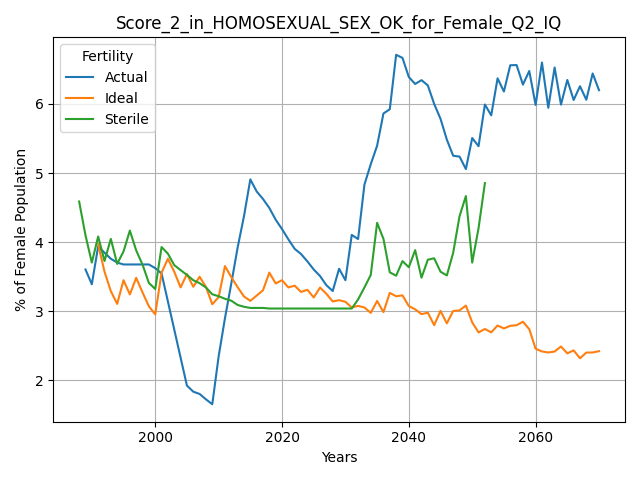 Score_2_in_HOMOSEXUAL_SEX_OK_for_Female_Q2_IQ
Fertility
Actual
Ideal
Sterile
% of Female Population
6
5
4
3
2
2000 2020 2040 2060
Years